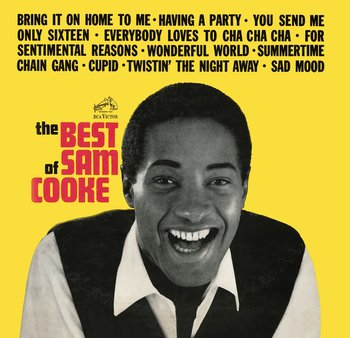 BRING IT ON HOME TO ME • HAVING A PARTY • YOU SEND ME
ONLY SIXTEEN • EVERYBODY LOVES TO CHA CHA CHA • FOR
SENTIMENTAL REASONS • WONDERFUL WORLD • SUMMERTIME
CHAIN GANG • CUPID • TWISTIN' THE NIGHT AWAY • SAD MOOD
RCA VICTOR
the BEST
of SAM
COOKE